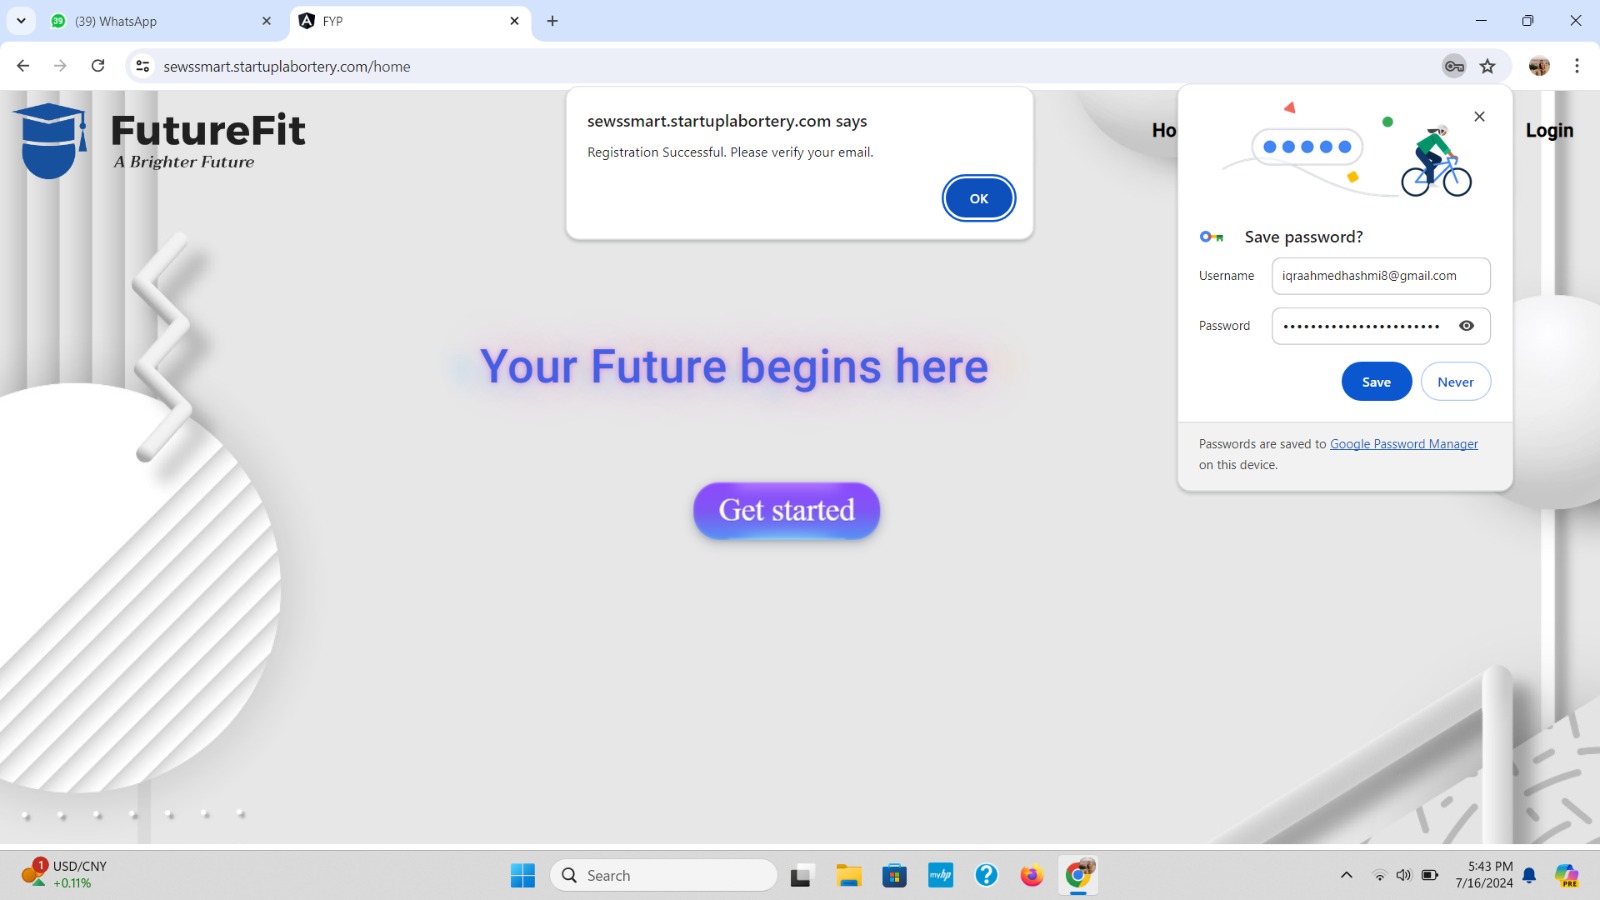 39
(39) WhatsApp
FYP
sewssmart.startuplabortery.com/home
FutureFit
A Brighter Future
sewssmart.startuplabortery.com says
Registration Successful. Please verify your email.
OK
Ho
Login
Save password?
Username
iqraahmedhashmi8@gmail.com
Password
Save
Never
Passwords are saved to Google Password Manager
on this device.
Your Future begins here
Get started
1
USD/CNY
+0.11%
Search
myhp
?
5:43 PM
7/16/2024
PRE